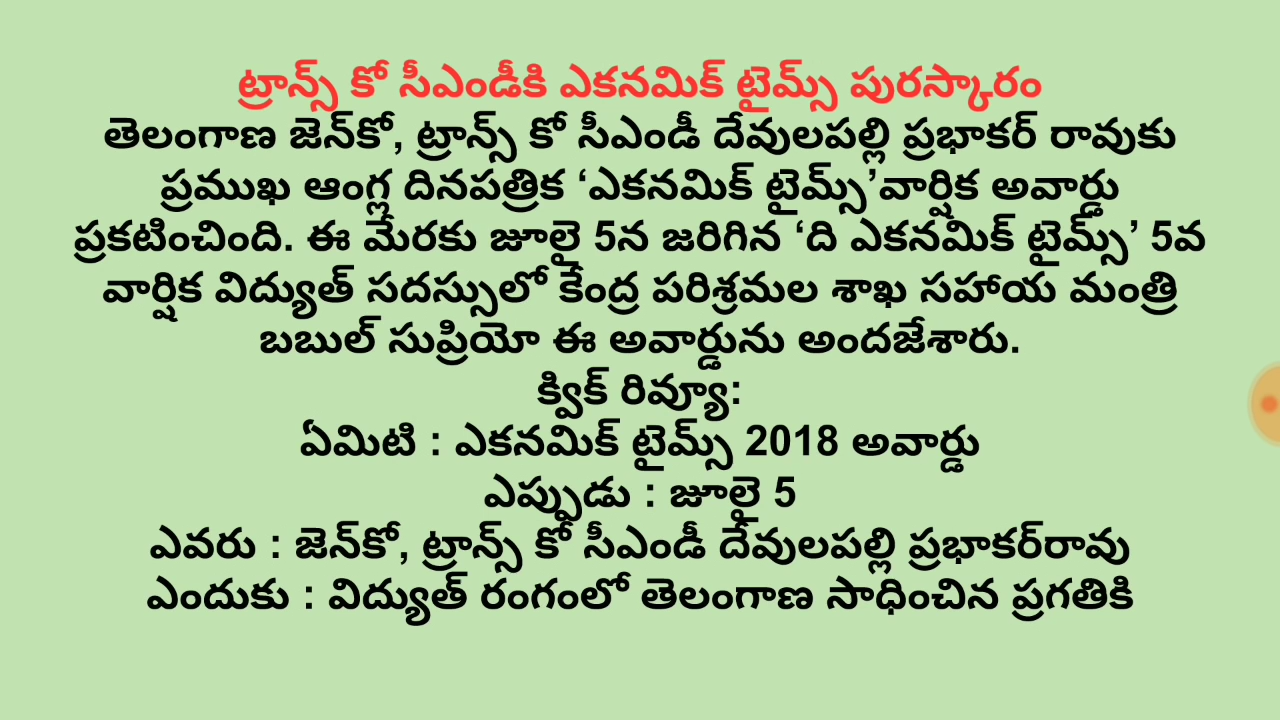 ట్రాన్స్ కో సీఎండీకి ఎకనమిక్ టైమ్స్ పురస్కారం
తెలంగాణ జెన్‌కో, ట్రాన్స్ కో సీఎండీ దేవులపల్లి ప్రభాకర్ రావుకు
ప్రముఖ ఆంగ్ల దినపత్రిక ‘ఎకనమిక్ టైమ్స్’వార్షిక అవార్డు
ప్రకటించింది. ఈ మేరకు జూలై 5న జరిగిన ‘ది ఎకనమిక్ టైమ్స్’ 5వ
వార్షిక విద్యుత్ సదస్సులో కేంద్ర పరిశ్రమల శాఖ సహాయ మంత్రి
బబుల్ సుప్రియో ఈ అవార్డును అందజేశారు.
క్విక్ రివ్యూ:
ఏమిటి : ఎకనమిక్ టైమ్స్ 2018 అవార్డు
ఎప్పుడు : జూలై 5
ఎవరు : జెన్‌కో, ట్రాన్స్ కో సీఎండీ దేవులపల్లి ప్రభాకర్‌రావు
ఎందుకు : విద్యుత్ రంగంలో తెలంగాణ సాధించిన ప్రగతికి